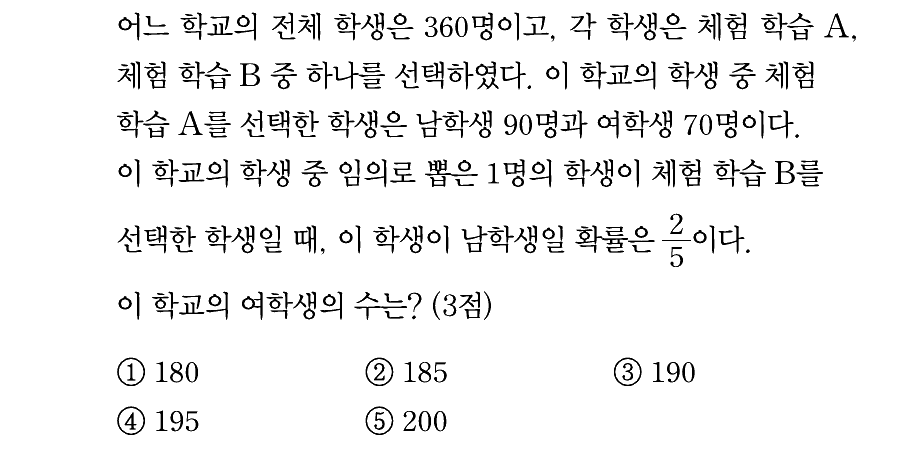 어느 학교의 전체 학생은 360명이고, 각 학생은 체험 학습 A,
체험 학습 B 중 하나를 선택하였다. 이 학교의 학생 중 체험
학습 A를 선택한 학생은 남학생 90명과 여학생 70명이다.
이 학교의 학생 중 임의로 뽑은 1명의 학생이 체험 학습 B를
선택한 학생일 때, 이 학생이 남학생일 확률은 2/5이다.
이 학교의 여학생의 수는? (3점)
① 180 ② 185 ③ 190
④ 195 ⑤ 200